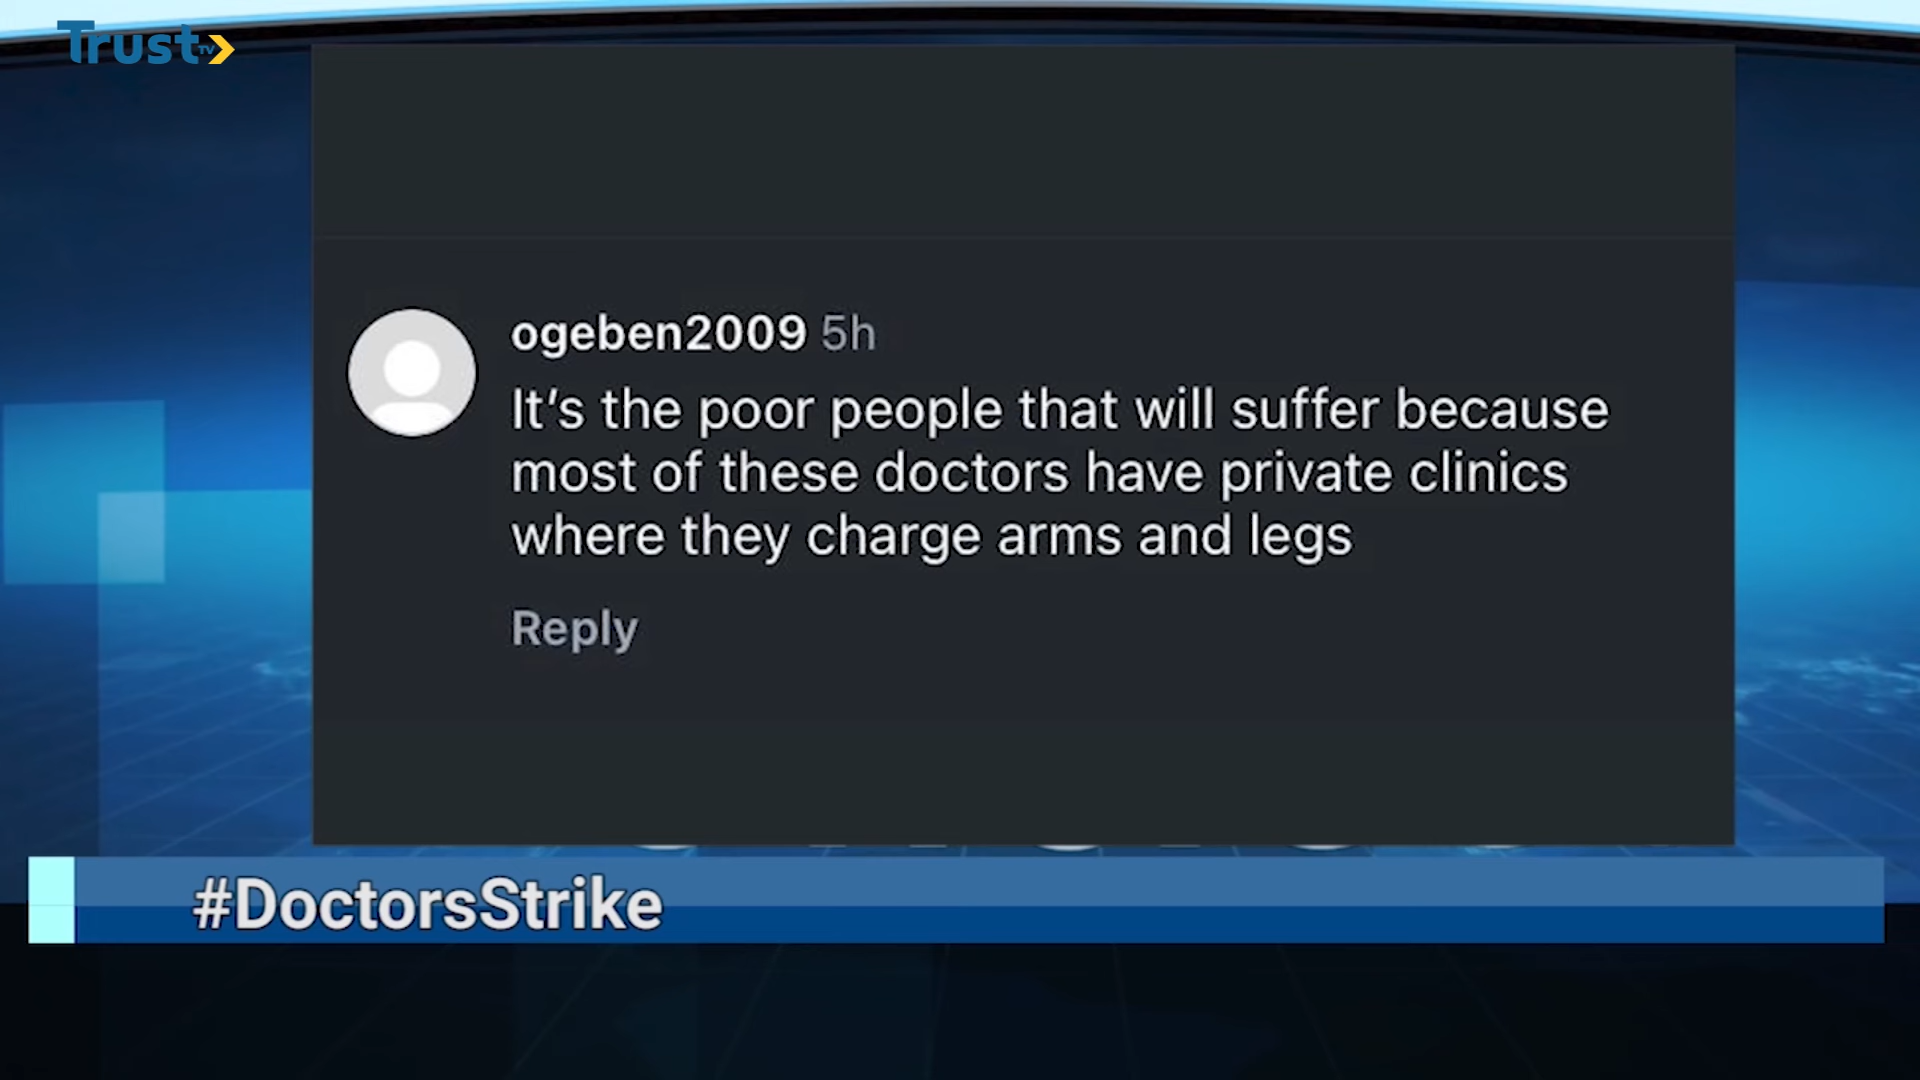 Trust TV
ogeben2009 5h
It's the poor people that will suffer because
most of these doctors have private clinics
where they charge arms and legs
Reply
#DoctorsStrike